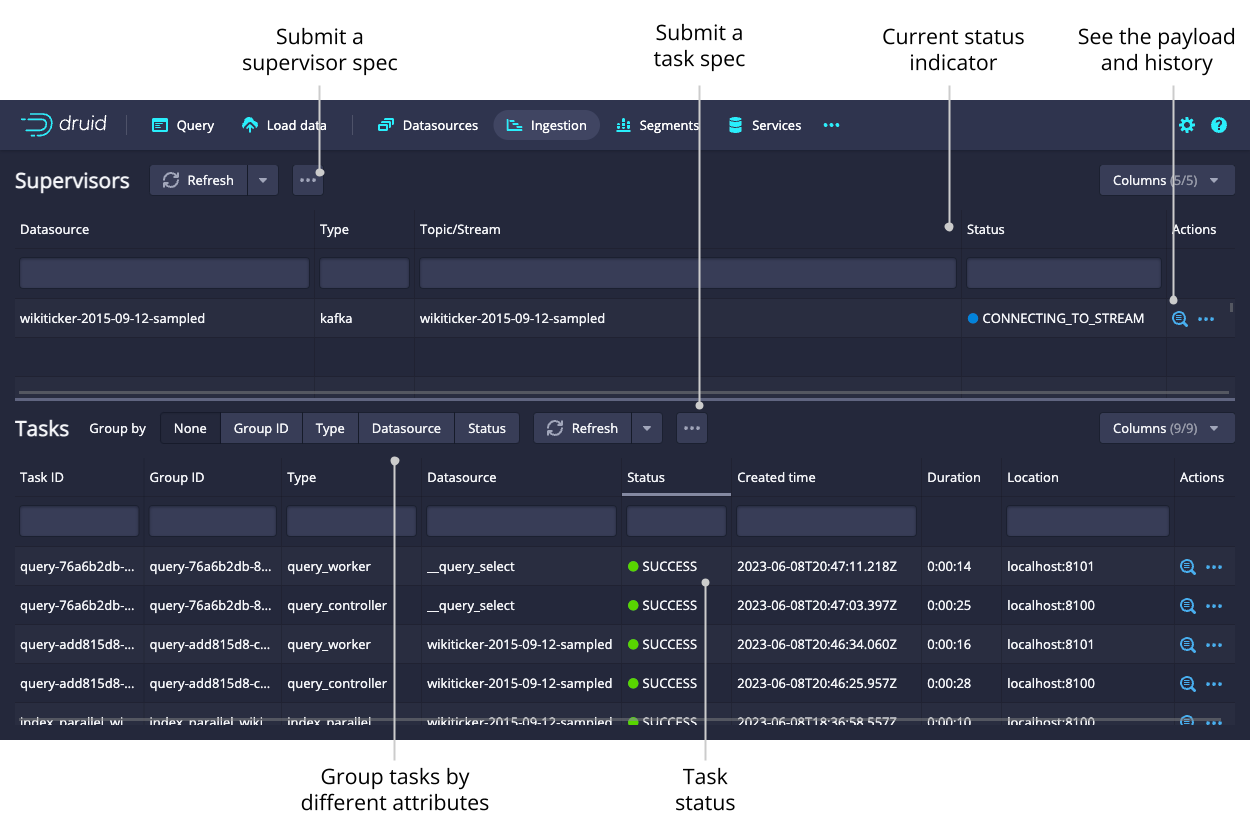 Submit a
supervisor spec
Submit a
task spec
Current status
indicator
See the payload
and history
druid Query Load data Datasources Ingestion Segments Services
Supervisors Refresh Columns (5/5)
Datasource Type Topic/Stream Status Actions
wikiticker-2015-09-12-sampled kafka wikiticker-2015-09-12-sampled CONNECTING_TO_STREAM
Tasks Group by None Group ID Type Datasource Status Refresh Columns (9/9)
Task ID Group ID Type Datasource Status Created time Duration Location Actions
query-76a6b2db-... query-76a6b2db-8... query_worker __query_select SUCCESS 2023-06-08T20:47:11.218Z 0:00:14 localhost:8101
query-76a6b2db-... query-76a6b2db-8... query_controller __query_select SUCCESS 2023-06-08T20:47:03.397Z 0:00:25 localhost:8100
query-add815d8-... query-add815d8-c... query_worker wikiticker-2015-09-12-sampled SUCCESS 2023-06-08T20:46:34.060Z 0:00:16 localhost:8101
query-add815d8-... query-add815d8-c... query_controller wikiticker-2015-09-12-sampled SUCCESS 2023-06-08T20:46:25.957Z 0:00:28 localhost:8100
index_parallel_wi... index_parallel_wiki... index_parallel wikiticker-2015-09-12-sampled SUCCESS 2023-06-08T18:36:58.557Z 0:00:10 localhost:8100
Group tasks by
different attributes
Task
status